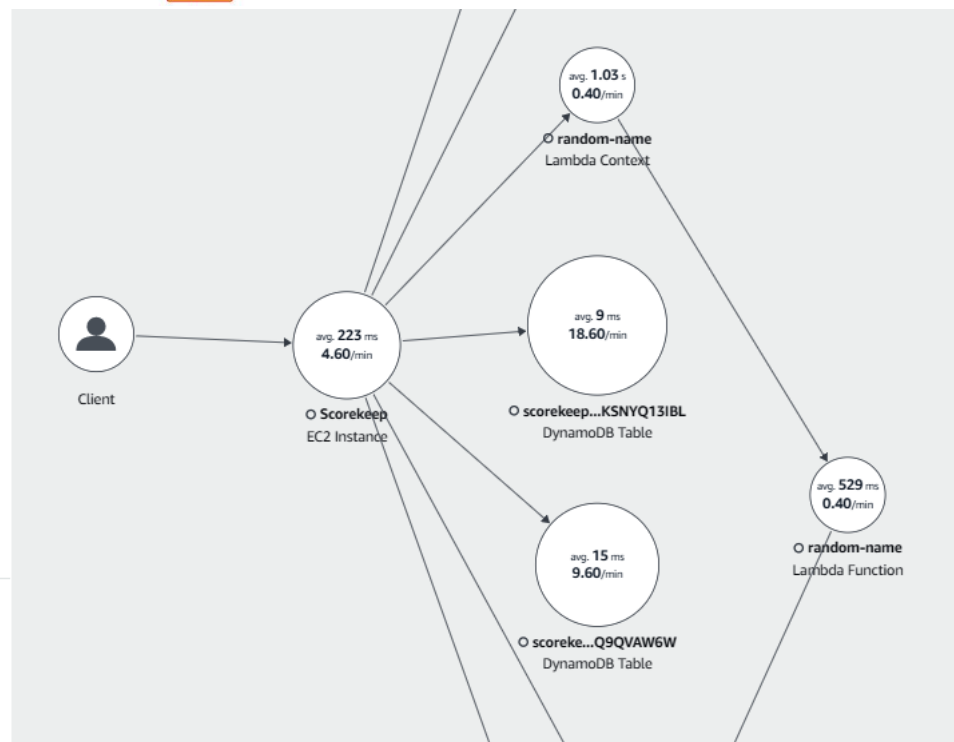 avg. 1.03 s
0.40/min
random-name
Lambda Context
avg. 9 ms
18.60/min
scorekeep...KSNYQ13IBL
DynamoDB Table
Client
avg. 223 ms
4.60/min
Scorekeep
EC2 Instance
avg. 15 ms
9.60/min
scoreke...Q9QVAW6W
DynamoDB Table
avg. 529 ms
0.40/min
random-name
Lambda Function